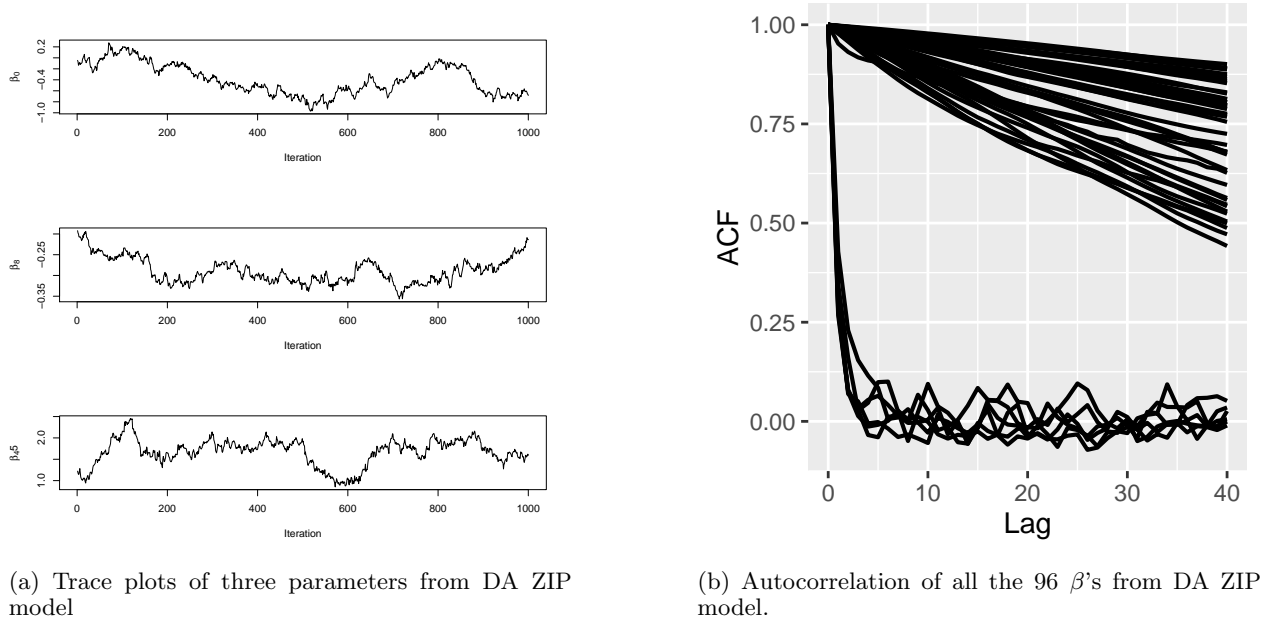 β0
0.2
−0.4
−1.0
0 200 400 600 800 1000
Iteration
β8
−0.25
−0.35
0 200 400 600 800 1000
Iteration
β45
2.0
1.0
0 200 400 600 800 1000
Iteration
(a) Trace plots of three parameters from DA ZIP
model
ACF
1.00
0.75
0.50
0.25
0.00
0 10 20 30 40
Lag
(b) Autocorrelation of all the 96 β's from DA ZIP
model.